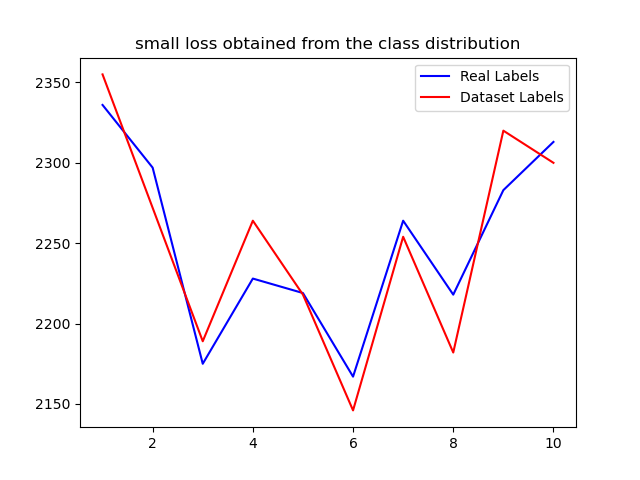 small loss obtained from the class distribution
Real Labels
Dataset Labels
2350
2300
2250
2200
2150
2 4 6 8 10